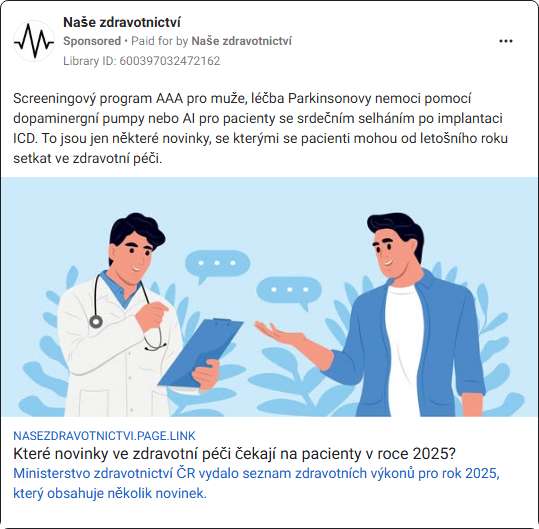 Naše zdravotnictví
Sponsored • Paid for by Naše zdravotnictví
Library ID: 600397032472162
Screeningový program AAA pro muže, léčba Parkinsonovy nemoci pomocí
dopaminergní pumpy nebo AI pro pacienty se srdečním selháním po implantaci
ICD. To jsou jen některé novinky, se kterými se pacienti mohou od letošního roku
setkat ve zdravotní péči.
NASEZDRAVOTNICTVI.PAGE.LINK
Které novinky ve zdravotní péči čekají na pacienty v roce 2025?
Ministerstvo zdravotnictví ČR vydalo seznam zdravotních výkonů pro rok 2025,
který obsahuje několik novinek.